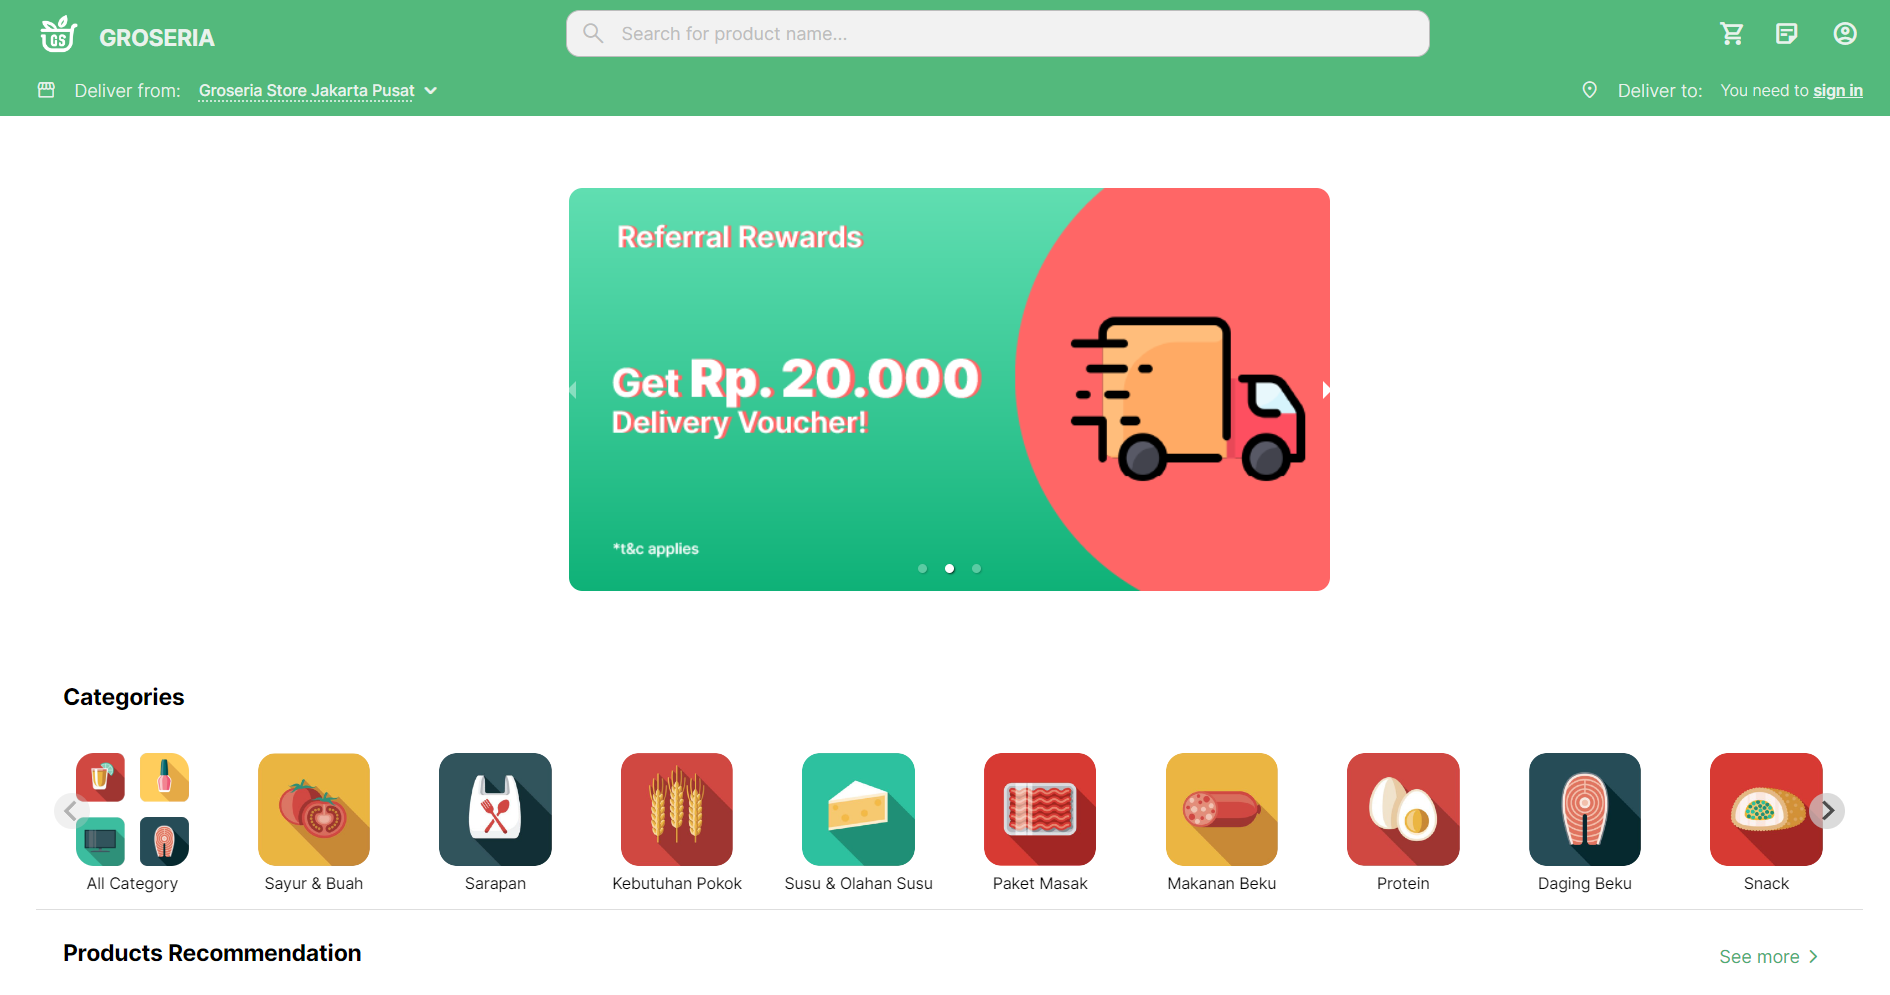 GS
GROSERIA
Search for product name...
Deliver from: Groseria Store Jakarta Pusat
Deliver to: You need to sign in
Referral Rewards
Get Rp. 20.000
Delivery Voucher!
*t&c applies
Categories
All Category
Sayur & Buah
Sarapan
Kebutuhan Pokok
Susu & Olahan Susu
Paket Masak
Makanan Beku
Protein
Daging Beku
Snack
Products Recommendation
See more